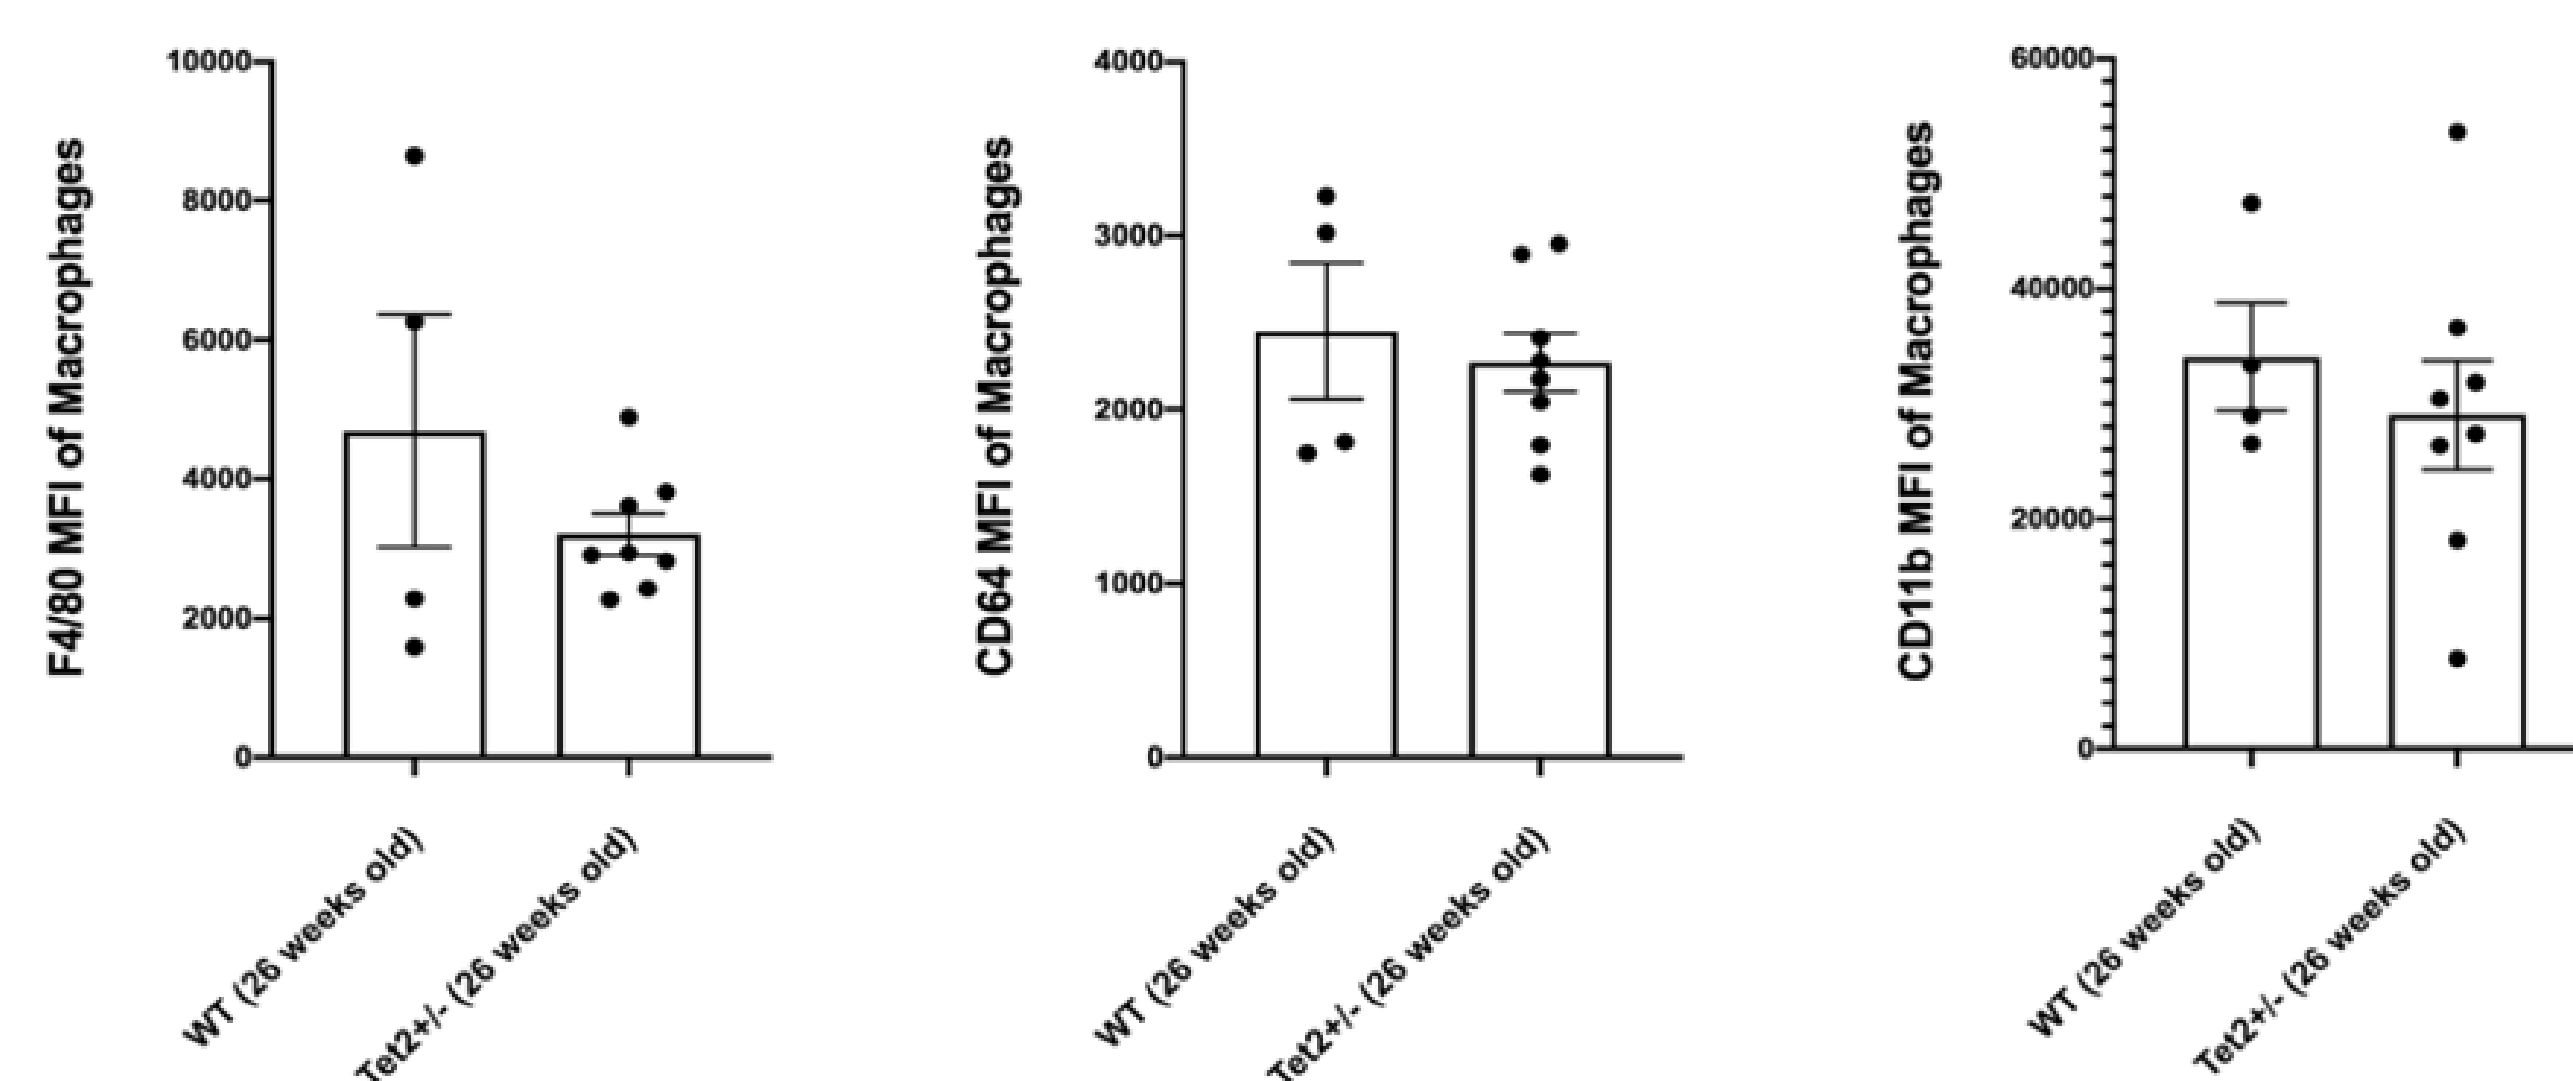 F4/80 MFI of Macrophages
10000
8000
6000
4000
2000
0
WT (26 weeks old)
Tet2+/- (26 weeks old)
CD64 MFI of Macrophages
4000
3000
2000
1000
0
WT (26 weeks old)
Tet2+/- (26 weeks old)
CD11b MFI of Macrophages
60000
40000
20000
0
WT (26 weeks old)
Tet2+/- (26 weeks old)